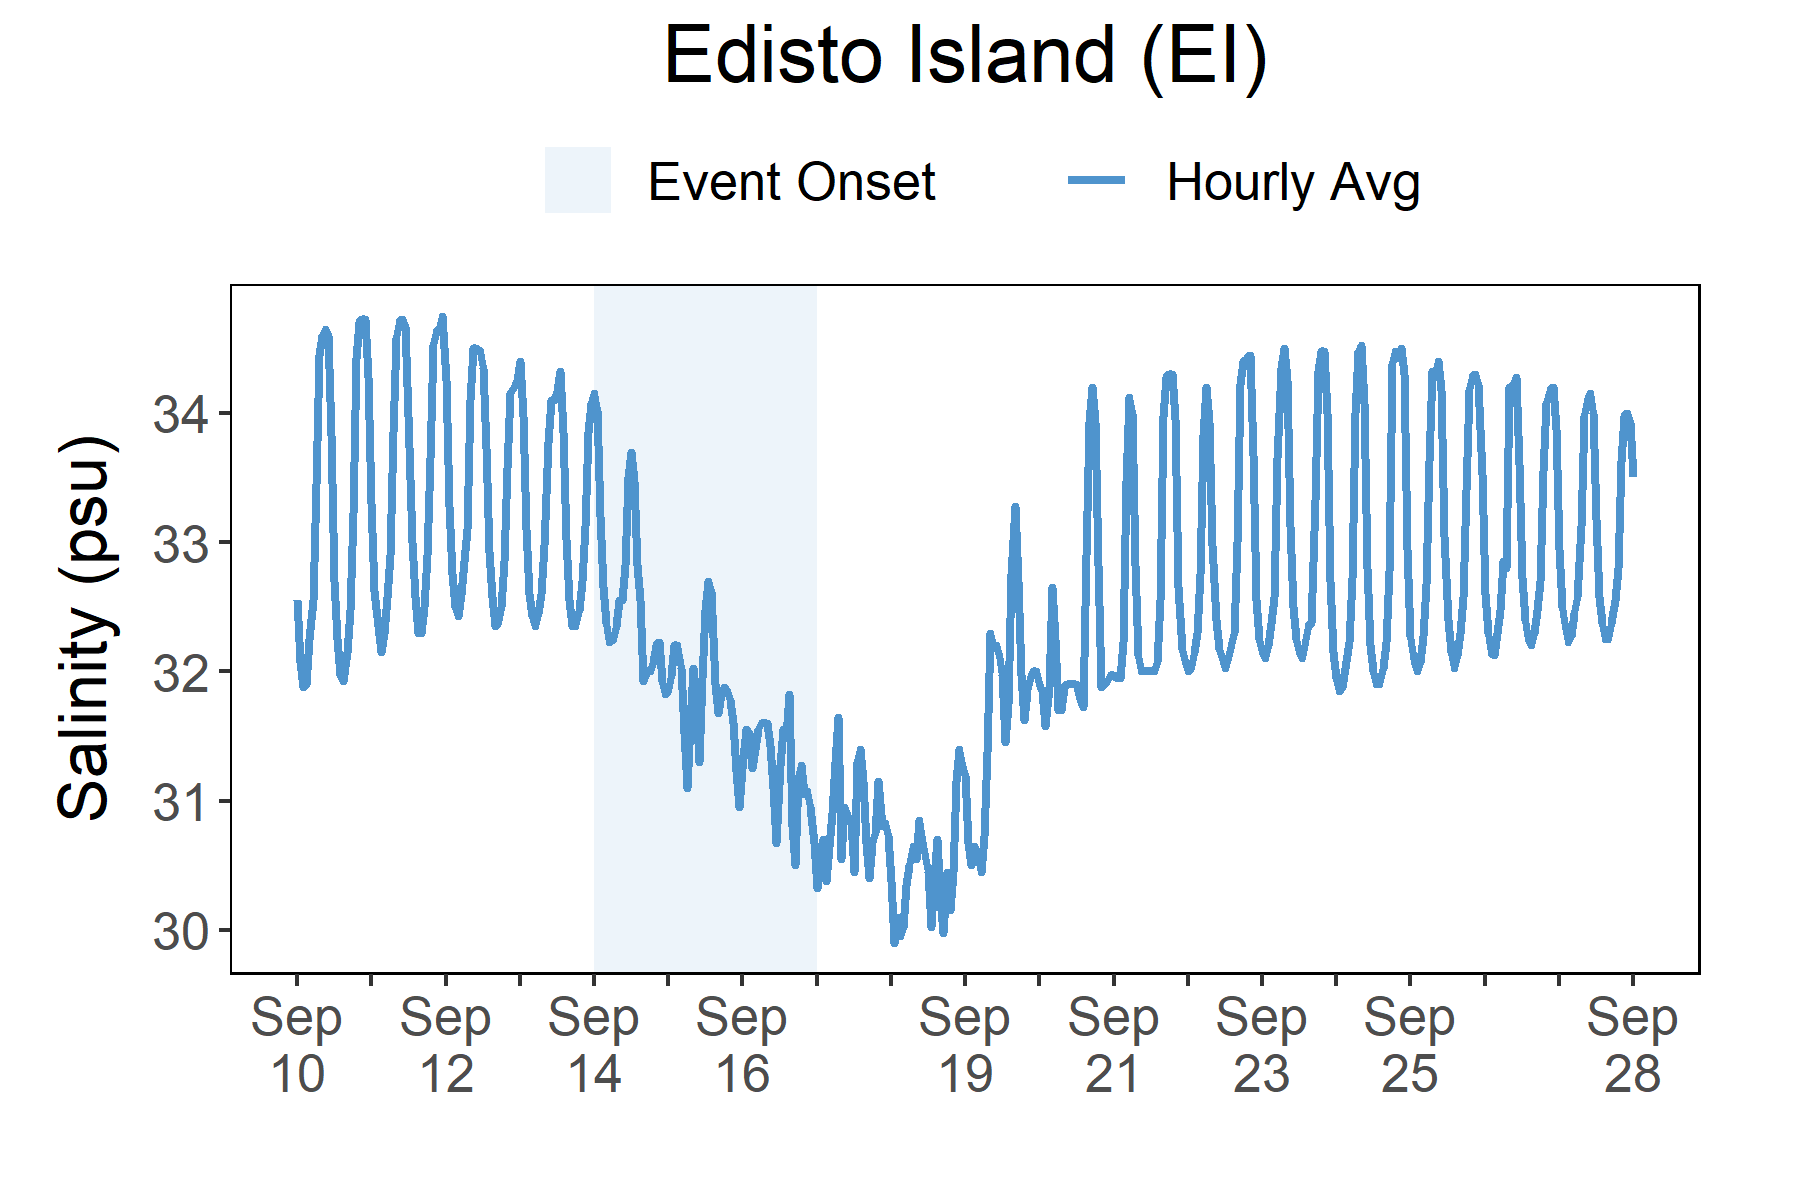 Edisto Island (EI)
Event Onset
Hourly Avg
Salinity (psu)
34
33
32
31
30
Sep
10
Sep
12
Sep
14
Sep
16
Sep
19
Sep
21
Sep
23
Sep
25
Sep
28